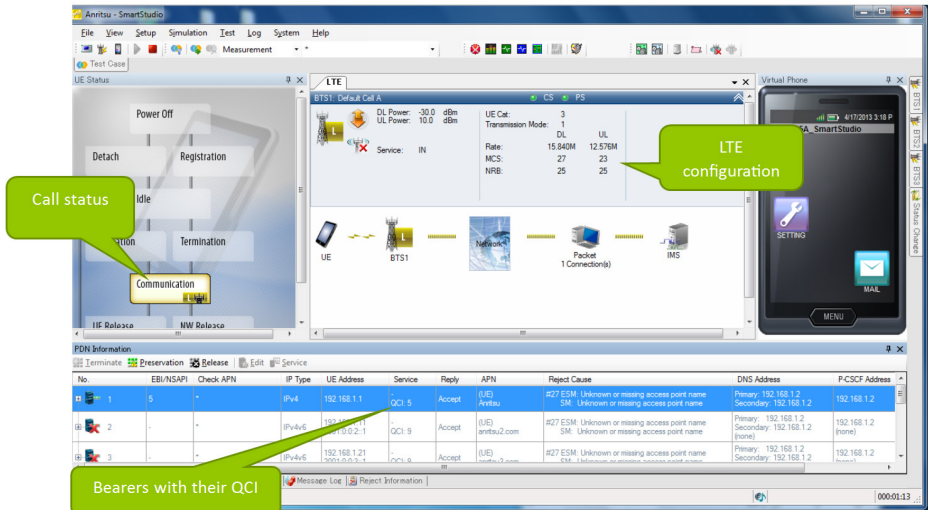 Anritsu - SmartStudio
File View Setup Simulation Test Log System Help
Measurement
Test Case
UE Status
LTE
Virtual Phone
BTS1: Default Cell A
CS PS
DL Power: -30.0 dBm
UL Power: 10.0 dBm
Service: IN
UE Cat: 3
Transmission Mode: 1
DL UL
Rate: 15.840M 12.576M
MCS: 27 23
NRB: 25 25
LTE
configuration
Power Off
Detach
Registration
Idle
Termination
Communication
UE Release
NW Release
Call status
UE
BTS1
Network
Packet
1 Connection(s)
IMS
4/17/2013 3:18 P
SmartStudio
SETTING
MAIL
MENU
BTS1
BTS2
BTS3
Status Change
PDN Information
Terminate Preservation Release Edit Service
No. EBI/NSAPI Check APN IP Type UE Address Service Reply APN Reject Cause DNS Address P-CSCF Address
1 5 * IPv4 192.168.1.1 - QCI: 5 Accept (UE) Anritsu #27 ESM: Unknown or missing access point name SM: Unknown or missing access point name Primary: 192.168.1.2 Secondary: 192.168.1.2 192.168.1.2
2 - * IPv4v6 - QCI: 9 Accept (UE) anritsu2.com #27 ESM: Unknown or missing access point name SM: Unknown or missing access point name Primary: 192.168.1.2 Secondary: 192.168.1.2 (none) 192.168.1.2 (none)
3 - * IPv4v6 192.168.1.21 - Accept (UE) #27 ESM: Unknown or missing access point name Primary: 192.168.1.2 Secondary: 192.168.1.2 192.168.1.2
Bearers with their QCI
Message Log Reject Information
000:01:13